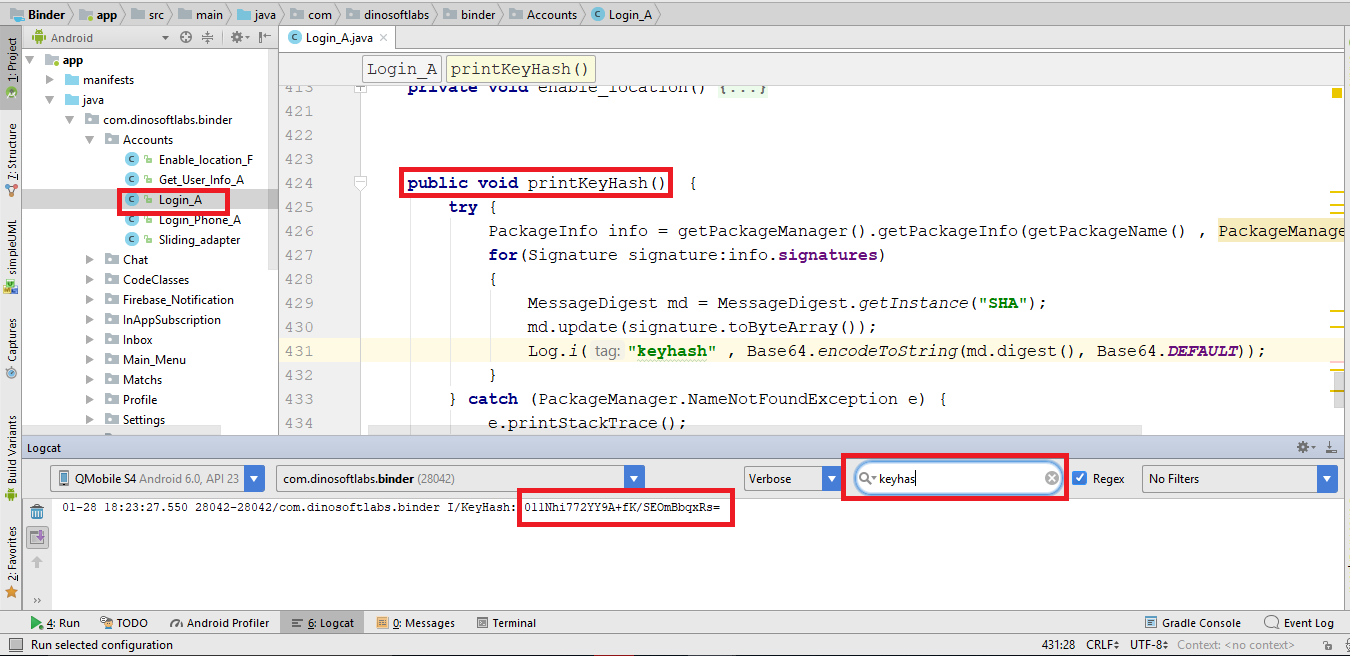 Binder app src main java com dinosoftlabs binder Accounts Login_A
Android
Login_A.java
1: Project
7: Structure
simpleUML
Captures
Build Variants
2: Favorites
app
manifests
java
com.dinosoftlabs.binder
Accounts
Enable_location_F
Get_User_Info_A
Login_A
Login_Phone_A
Sliding_adapter
Chat
CodeClasses
Firebase_Notification
InAppSubscription
Inbox
Main_Menu
Matchs
Profile
Settings
Login_A printKeyHash()
413 private void enable_location() {...}
421
422
423
424 public void printKeyHash() {
425 try {
426 PackageInfo info = getPackageManager().getPackageInfo(getPackageName() , PackageManage
427 for(Signature signature:info.signatures)
428 {
429 MessageDigest md = MessageDigest.getInstance("SHA");
430 md.update(signature.toByteArray());
431 Log.i( tag: "keyhash" , Base64.encodeToString(md.digest(), Base64.DEFAULT));
432 }
433 } catch (PackageManager.NameNotFoundException e) {
434 e.printStackTrace();
Logcat
QMobile S4 Android 6.0, API 23 com.dinosoftlabs.binder (28042) Verbose keyhas Regex No Filters
01-28 18:23:27.550 28042-28042/com.dinosoftlabs.binder I/KeyHash: 011Nhi772YY9A+fK/SEOmBbqxRs=
4: Run TODO Android Profiler 6: Logcat 0: Messages Terminal Gradle Console Event Log
Run selected configuration 431:28 CRLF UTF-8 Context: <no context>